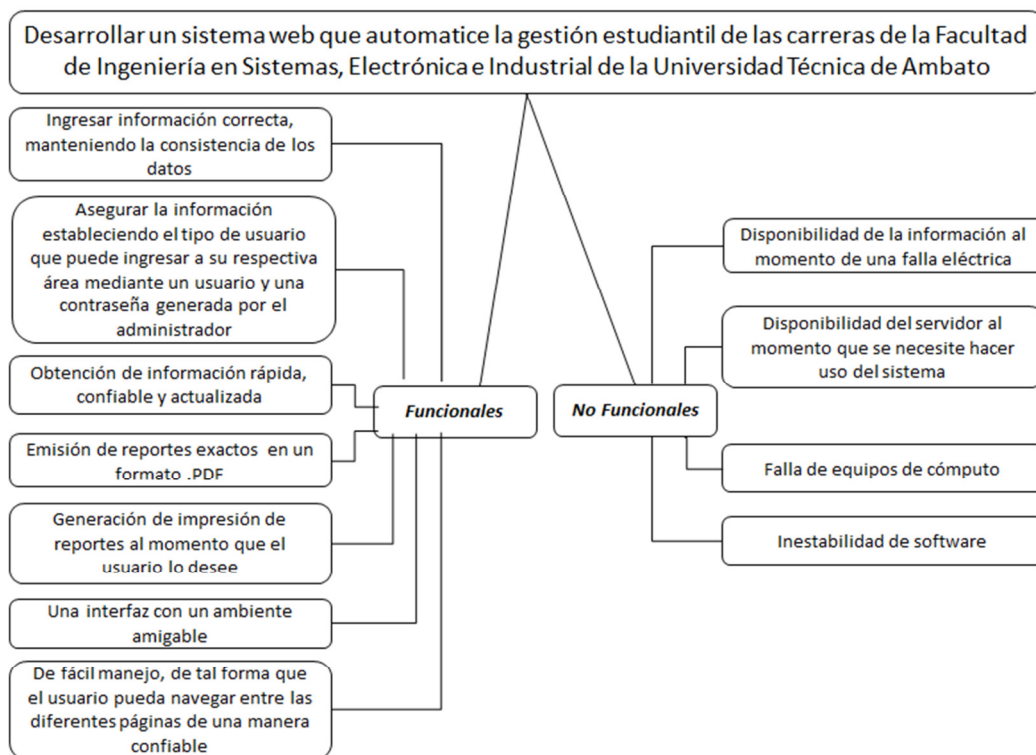 Desarrollar un sistema web que automatice la gestión estudiantil de las carreras de la Facultad
de Ingeniería en Sistemas, Electrónica e Industrial de la Universidad Técnica de Ambato
Ingresar información correcta,
manteniendo la consistencia de los
datos
Asegurar la información
estableciendo el tipo de usuario
que puede ingresar a su respectiva
área mediante un usuario y una
contraseña generada por el
administrador
Obtención de información rápida,
confiable y actualizada
Emisión de reportes exactos en un
formato .PDF
Generación de impresión de
reportes al momento que el
usuario lo desee
Una interfaz con un ambiente
amigable
De fácil manejo, de tal forma que
el usuario pueda navegar entre las
diferentes páginas de una manera
confiable
Funcionales
No Funcionales
Disponibilidad de la información al
momento de una falla eléctrica
Disponibilidad del servidor al
momento que se necesite hacer
uso del sistema
Falla de equipos de cómputo
Inestabilidad de software